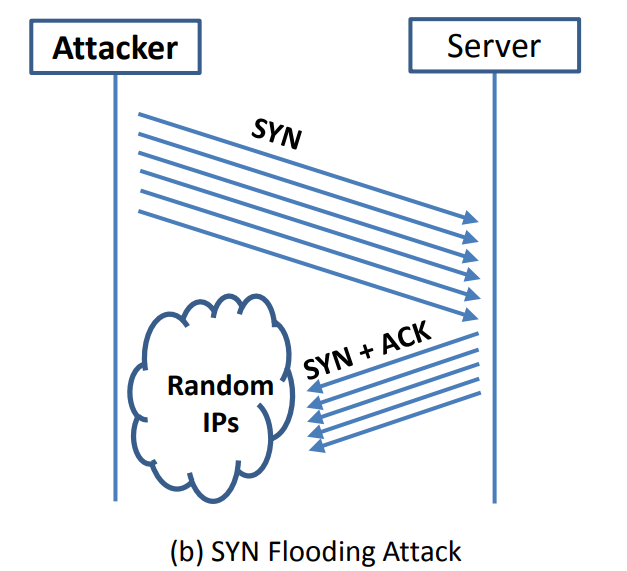 Attacker
Server
SYN
SYN + ACK
Random
IPs
(b) SYN Flooding Attack